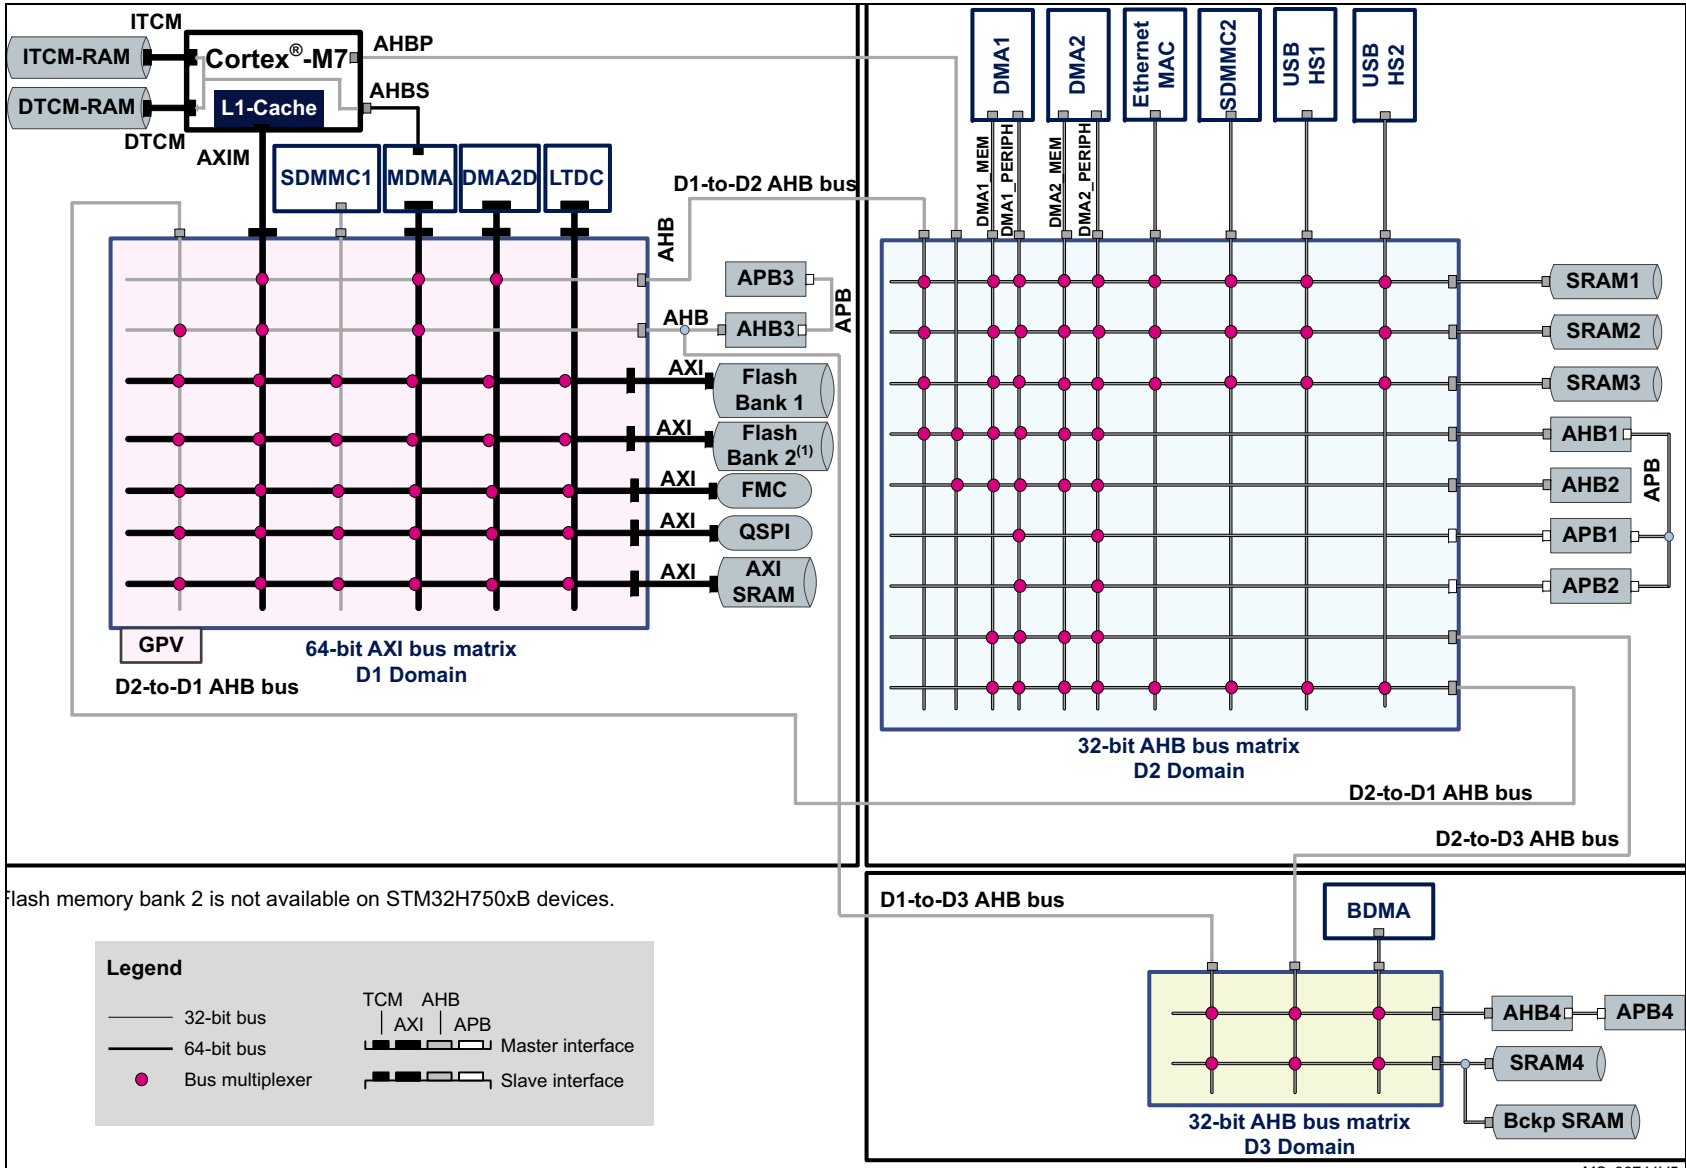 ITCM
ITCM-RAM
Cortex®-M7
AHBP
DTCM-RAM
L1-Cache
AHBS
DTCM
AXIM
SDMMC1
MDMA
DMA2D
LTDC
D1-to-D2 AHB bus
AHB
APB3
APB
AHB
AHB3
AXI
Flash
Bank 1
AXI
Flash
Bank 2(1)
AXI
FMC
AXI
QSPI
AXI
AXI
SRAM
GPV
64-bit AXI bus matrix
D1 Domain
D2-to-D1 AHB bus
DMA1
DMA2
Ethernet
MAC
SDMMC2
USB
HS1
USB
HS2
DMA1_MEM
DMA1_PERIPH
DMA2_MEM
DMA2_PERIPH
SRAM1
SRAM2
SRAM3
AHB1
AHB2
APB
APB1
APB2
32-bit AHB bus matrix
D2 Domain
D2-to-D1 AHB bus
D2-to-D3 AHB bus
Flash memory bank 2 is not available on STM32H750xB devices.
D1-to-D3 AHB bus
BDMA
AHB4
APB4
SRAM4
Bckp SRAM
32-bit AHB bus matrix
D3 Domain
Legend
32-bit bus
64-bit bus
Bus multiplexer
TCM AHB
AXI APB
Master interface
Slave interface